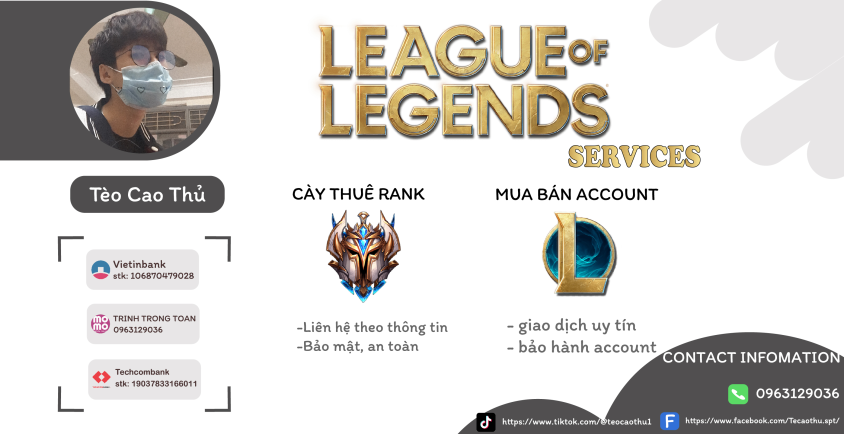 LEAGUE OF
LEGENDS
SERVICES
Tèo Cao Thủ
Vietinbank
stk: 106870479028
momo
TRINH TRONG TOAN
0963129036
Techcombank
stk: 19037833166011
CÀY THUÊ RANK
-Liên hệ theo thông tin
-Bảo mật, an toàn
MUA BÁN ACCOUNT
L
- giao dịch uy tín
- bảo hành account
CONTACT INFOMATION
0963129036
https://www.tiktok.com/@teocaothu1
F
https://www.facebook.com/Tecaothu.spt/